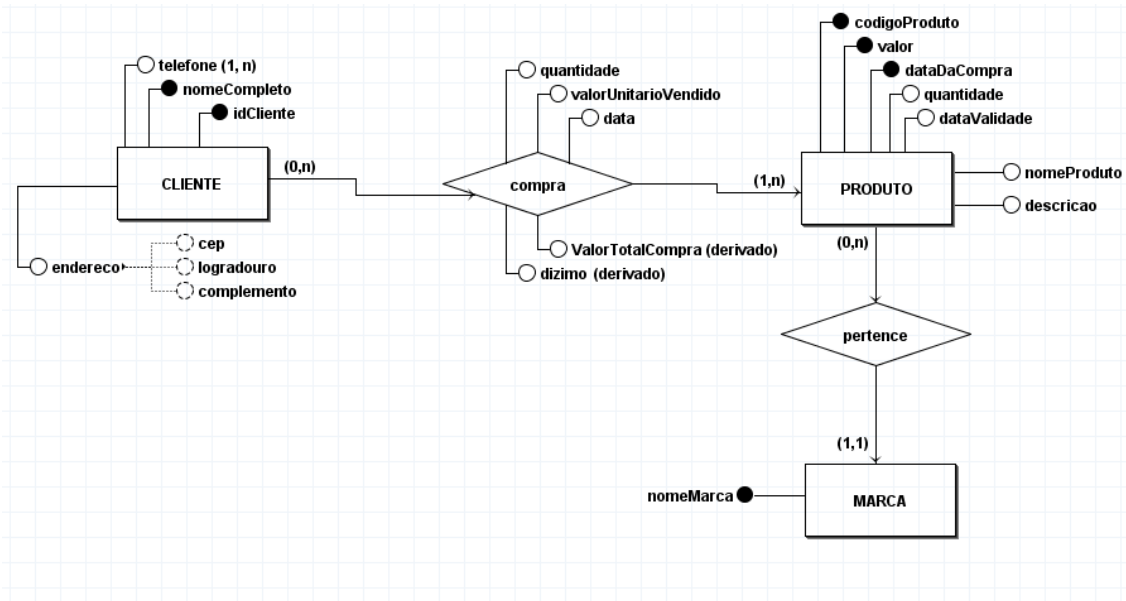 codigoProduto
valor
dataDaCompra
quantidade
dataValidade
telefone (1, n)
nomeCompleto
idCliente
quantidade
valorUnitarioVendido
data
CLIENTE
(0,n)
compra
(1,n)
PRODUTO
nomeProduto
descricao
endereco
cep
logradouro
complemento
ValorTotalCompra (derivado)
dizimo (derivado)
(0,n)
pertence
(1,1)
nomeMarca
MARCA